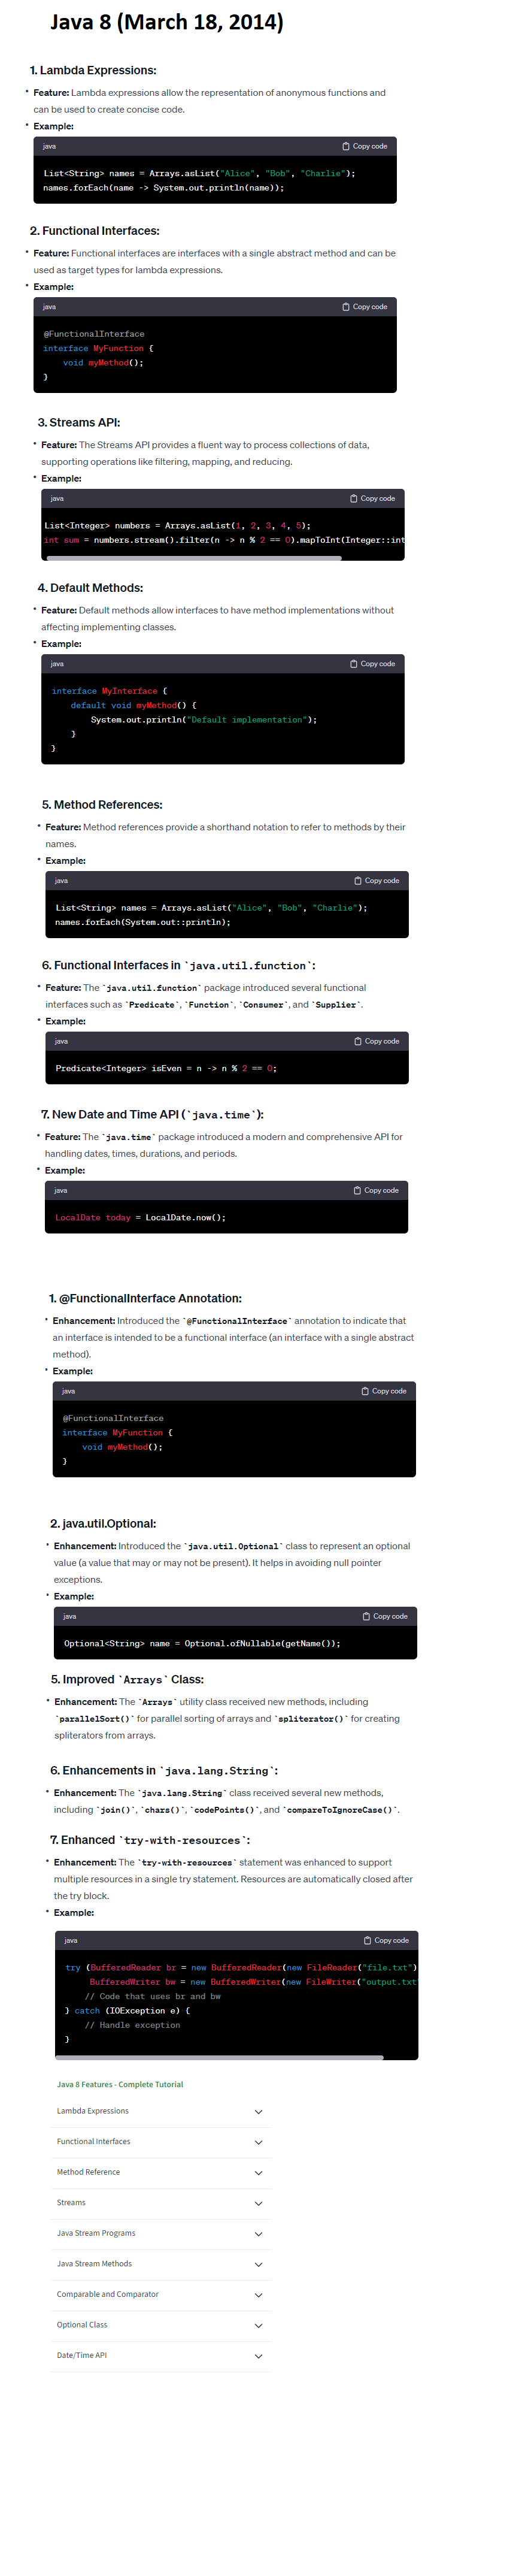 Java 8 (March 18, 2014)
1. Lambda Expressions:
• Feature: Lambda expressions allow the representation of anonymous functions and
can be used to create concise code.
• Example:
java Copy code
List<String> names = Arrays.asList("Alice", "Bob", "Charlie");
names.forEach(name -> System.out.println(name));
2. Functional Interfaces:
• Feature: Functional interfaces are interfaces with a single abstract method and can be
used as target types for lambda expressions.
• Example:
java Copy code
@FunctionalInterface
interface MyFunction {
void myMethod();
}
3. Streams API:
• Feature: The Streams API provides a fluent way to process collections of data,
supporting operations like filtering, mapping, and reducing.
• Example:
java Copy code
List<Integer> numbers = Arrays.asList(1, 2, 3, 4, 5);
int sum = numbers.stream().filter(n -> n % 2 == 0).mapToInt(Integer::int
4. Default Methods:
• Feature: Default methods allow interfaces to have method implementations without
affecting implementing classes.
• Example:
java Copy code
interface MyInterface {
default void myMethod() {
System.out.println("Default implementation");
}
}
5. Method References:
• Feature: Method references provide a shorthand notation to refer to methods by their
names.
• Example:
java Copy code
List<String> names = Arrays.asList("Alice", "Bob", "Charlie");
names.forEach(System.out::println);
6. Functional Interfaces in `java.util.function`:
• Feature: The `java.util.function` package introduced several functional
interfaces such as `Predicate`, `Function`, `Consumer`, and `Supplier`.
• Example:
java Copy code
Predicate<Integer> isEven = n -> n % 2 == 0;
7. New Date and Time API (`java.time`):
• Feature: The `java.time` package introduced a modern and comprehensive API for
handling dates, times, durations, and periods.
• Example:
java Copy code
LocalDate today = LocalDate.now();
1. @FunctionalInterface Annotation:
• Enhancement: Introduced the `@FunctionalInterface` annotation to indicate that
an interface is intended to be a functional interface (an interface with a single abstract
method).
• Example:
java Copy code
@FunctionalInterface
interface MyFunction {
void myMethod();
}
2. java.util.Optional:
• Enhancement: Introduced the `java.util.Optional` class to represent an optional
value (a value that may or may not be present). It helps in avoiding null pointer
exceptions.
• Example:
java Copy code
Optional<String> name = Optional.ofNullable(getName());
5. Improved `Arrays` Class:
• Enhancement: The `Arrays` utility class received new methods, including
`parallelSort()` for parallel sorting of arrays and `spliterator()` for creating
spliterators from arrays.
6. Enhancements in `java.lang.String`:
• Enhancement: The `java.lang.String` class received several new methods,
including `join()`, `chars()`, `codePoints()`, and `compareToIgnoreCase()`.
7. Enhanced `try-with-resources`:
• Enhancement: The `try-with-resources` statement was enhanced to support
multiple resources in a single try statement. Resources are automatically closed after
the try block.
• Example:
java Copy code
try (BufferedReader br = new BufferedReader(new FileReader("file.txt")
BufferedWriter bw = new BufferedWriter(new FileWriter("output.txt"
// Code that uses br and bw
} catch (IOException e) {
// Handle exception
}
Java 8 Features - Complete Tutorial
Lambda Expressions
Functional Interfaces
Method Reference
Streams
Java Stream Programs
Java Stream Methods
Comparable and Comparator
Optional Class
Date/Time API